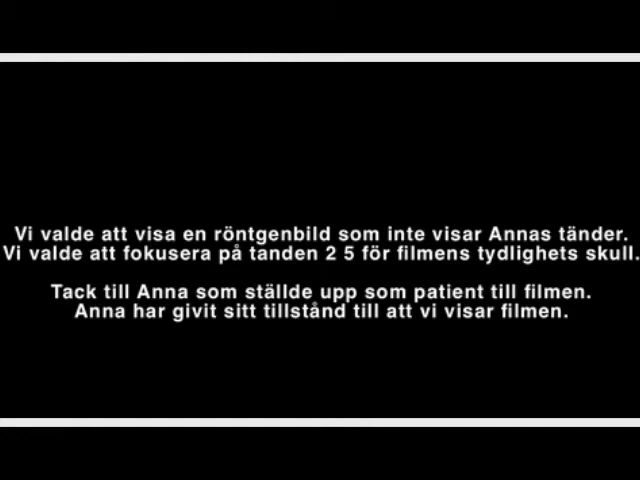 Vi valde att visa en röntgenbild som inte visar Annas tänder.
Vi valde att fokusera på tanden 2 5 för filmens tydlighets skull.
Tack till Anna som ställde upp som patient till filmen.
Anna har givit sitt tillstånd till att vi visar filmen.